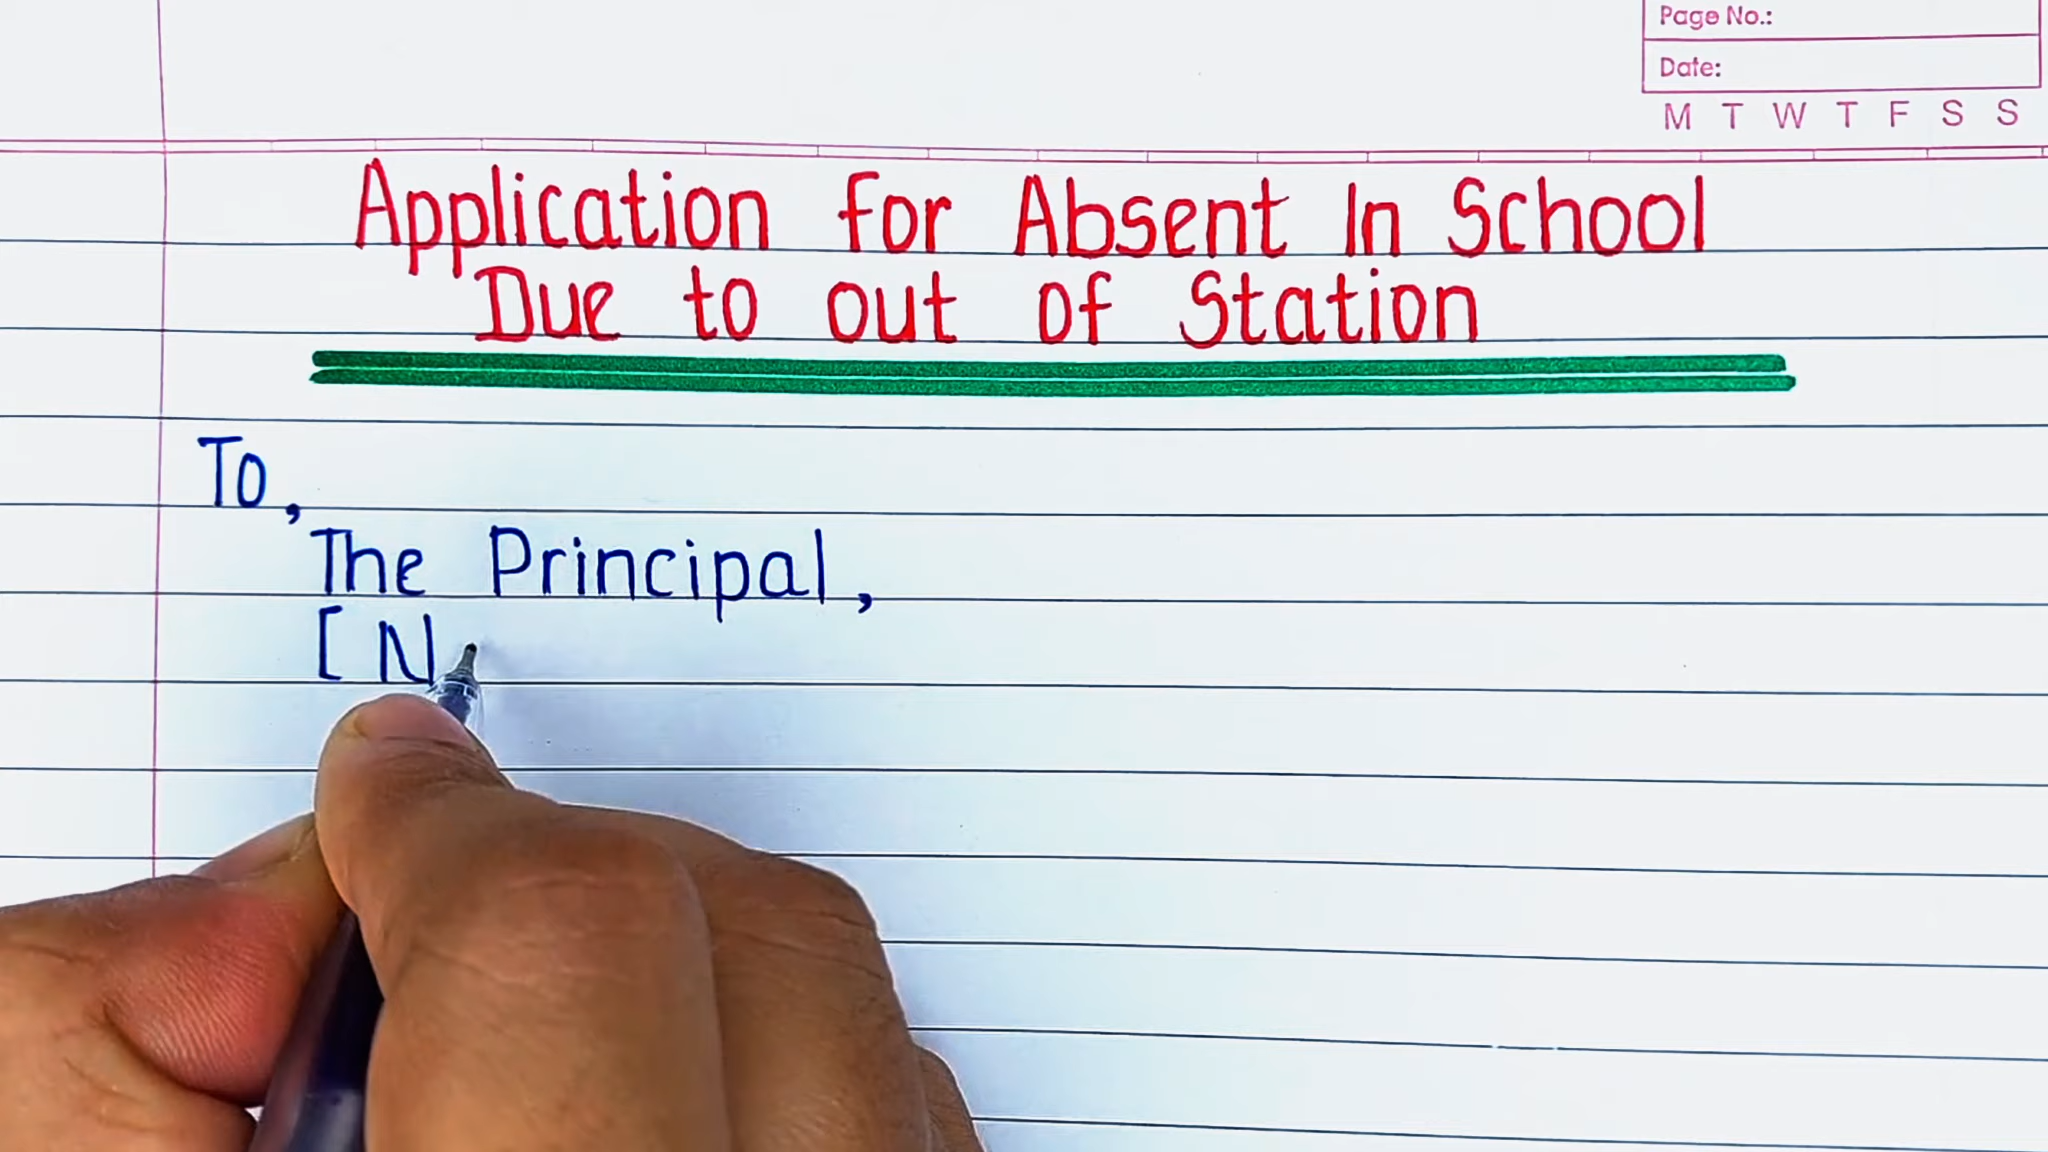 Page No.:
Date:
M T W T F S S
Application for Absent In School
Due to out of Station
To,
The Principal,
[ N